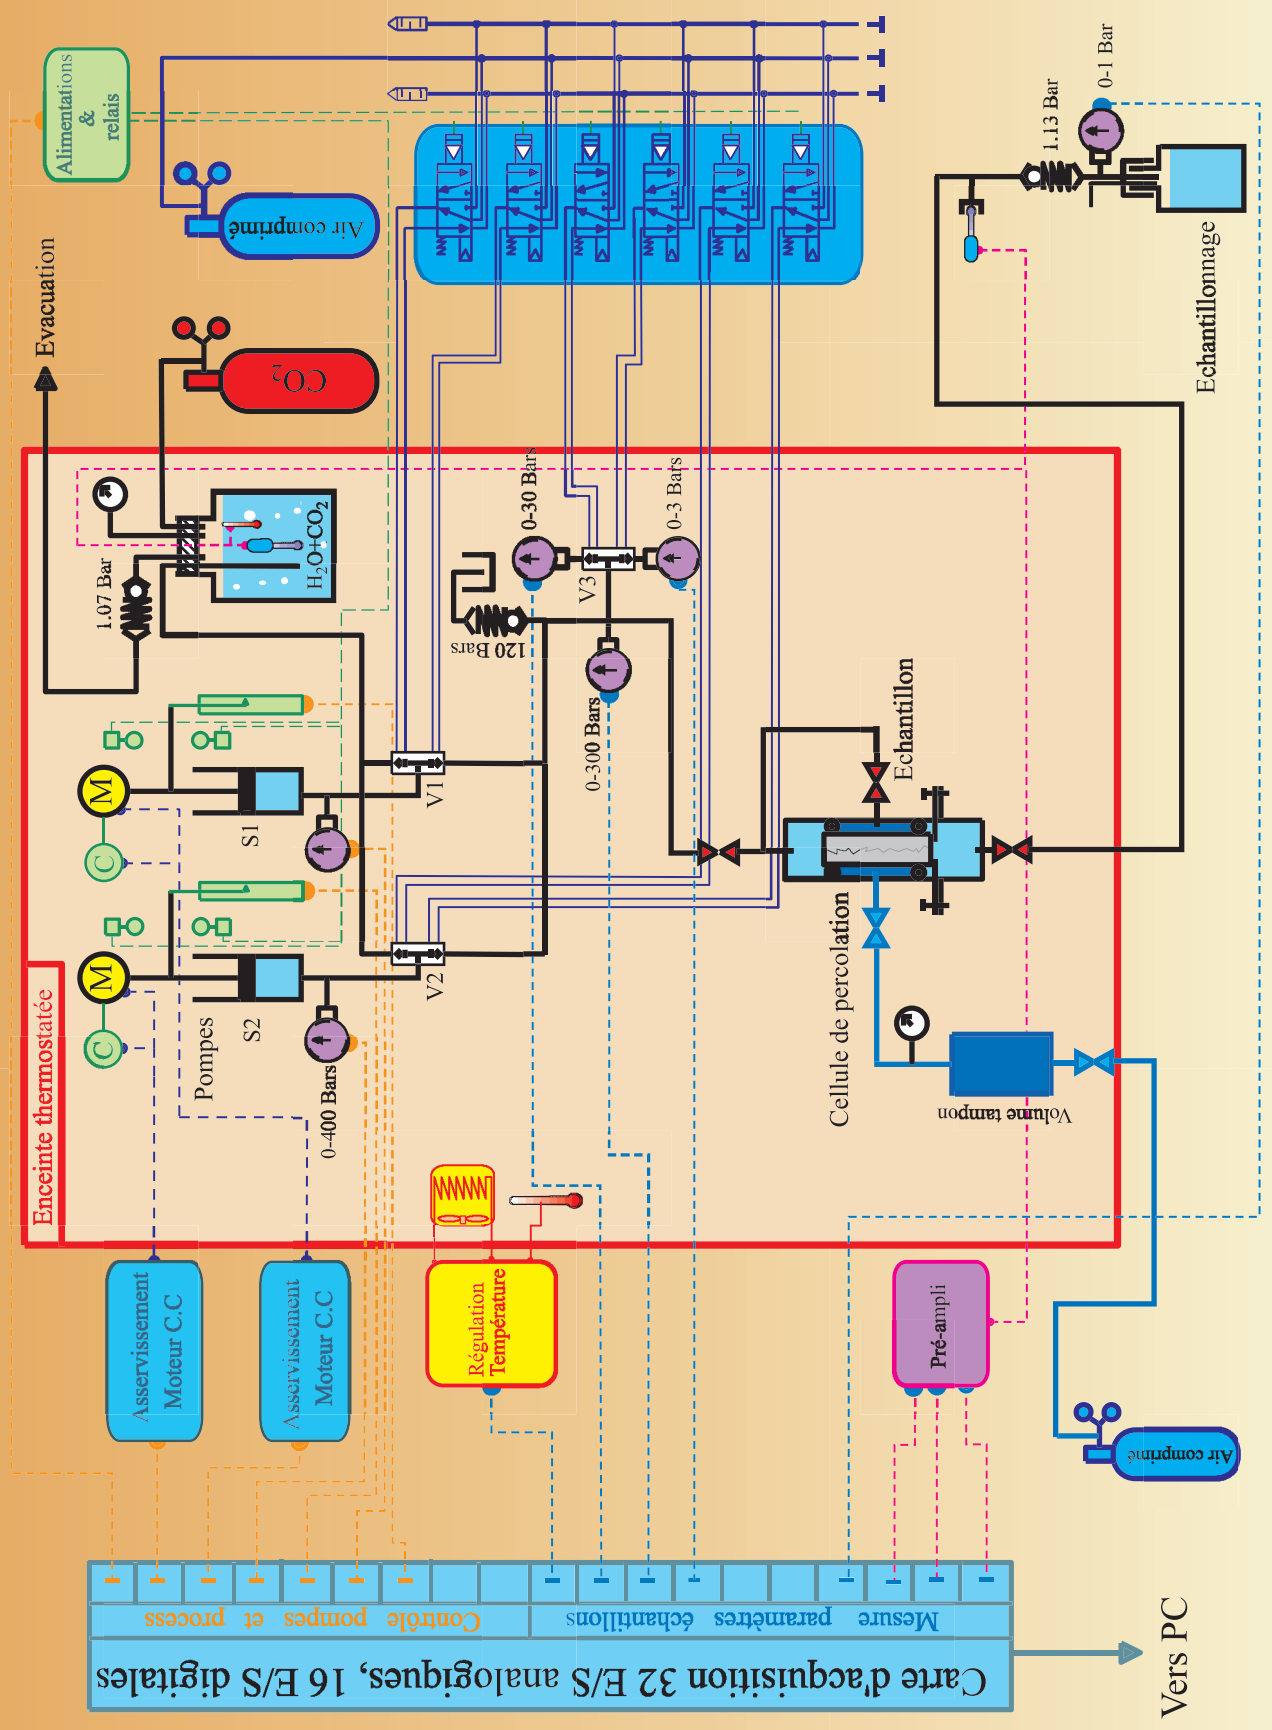 Alimentations
&
relais
Evacuation
Air comprimé
CO2
1.13 Bar
0-1 Bar
Echantillonnage
Enceinte thermostatée
1.07 Bar
H2O+CO2
0-30 Bars
0-3 Bars
V3
120 Bars
0-300 Bars
M
C
S1
V1
M
C
S2
V2
Pompes
0-400 Bars
Echantillon
Cellule de percolation
Volume tampon
Asservissement
Moteur C.C
Asservissement
Moteur C.C
Régulation
Température
Pré-ampli
Air comprimé
Contrôle pompes et process
Mesure paramètres échantillons
Carte d'acquisition 32 E/S analogiques, 16 E/S digitales
Vers PC